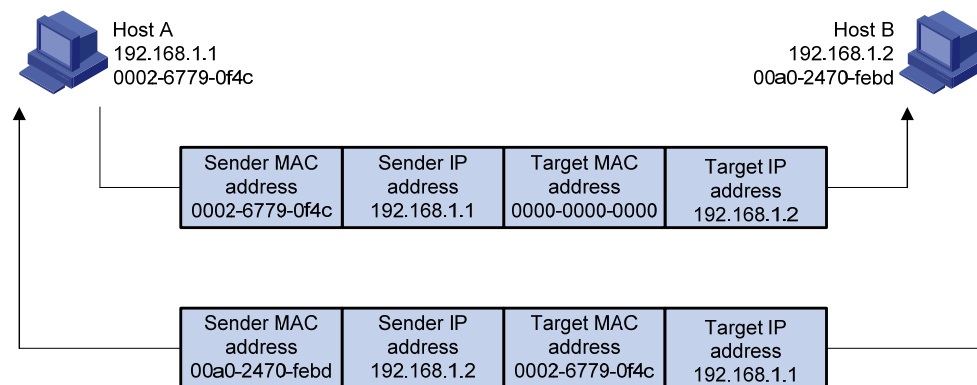 Host A
192.168.1.1
0002-6779-0f4c
Host B
192.168.1.2
00a0-2470-febd
Sender MAC
address
0002-6779-0f4c
Sender IP
address
192.168.1.1
Target MAC
address
0000-0000-0000
Target IP
address
192.168.1.2
Sender MAC
address
00a0-2470-febd
Sender IP
address
192.168.1.2
Target MAC
address
0002-6779-0f4c
Target IP
address
192.168.1.1